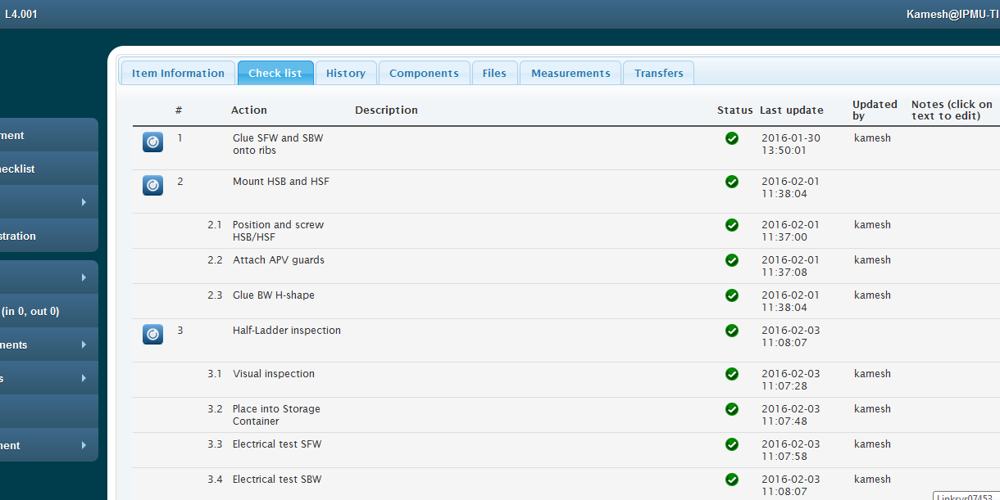 L4.001
Kamesh@IPMU-TI
Item Information Check list History Components Files Measurements Transfers
# Action Description Status Last update Updated by Notes (click on text to edit)
1 Glue SFW and SBW onto ribs 2016-01-30 13:50:01 kamesh
2 Mount HSB and HSF 2016-02-01 11:38:04
2.1 Position and screw HSB/HSF 2016-02-01 11:37:00 kamesh
2.2 Attach APV guards 2016-02-01 11:37:08 kamesh
2.3 Glue BW H-shape 2016-02-01 11:38:04 kamesh
3 Half-Ladder inspection 2016-02-03 11:08:07
3.1 Visual inspection 2016-02-03 11:07:28 kamesh
3.2 Place into Storage Container 2016-02-03 11:07:48 kamesh
3.3 Electrical test SFW 2016-02-03 11:07:58 kamesh
3.4 Electrical test SBW 2016-02-03 11:08:07 kamesh
ment
ecklist
stration
(in 0, out 0)
ments
s
ment
Linksys07453